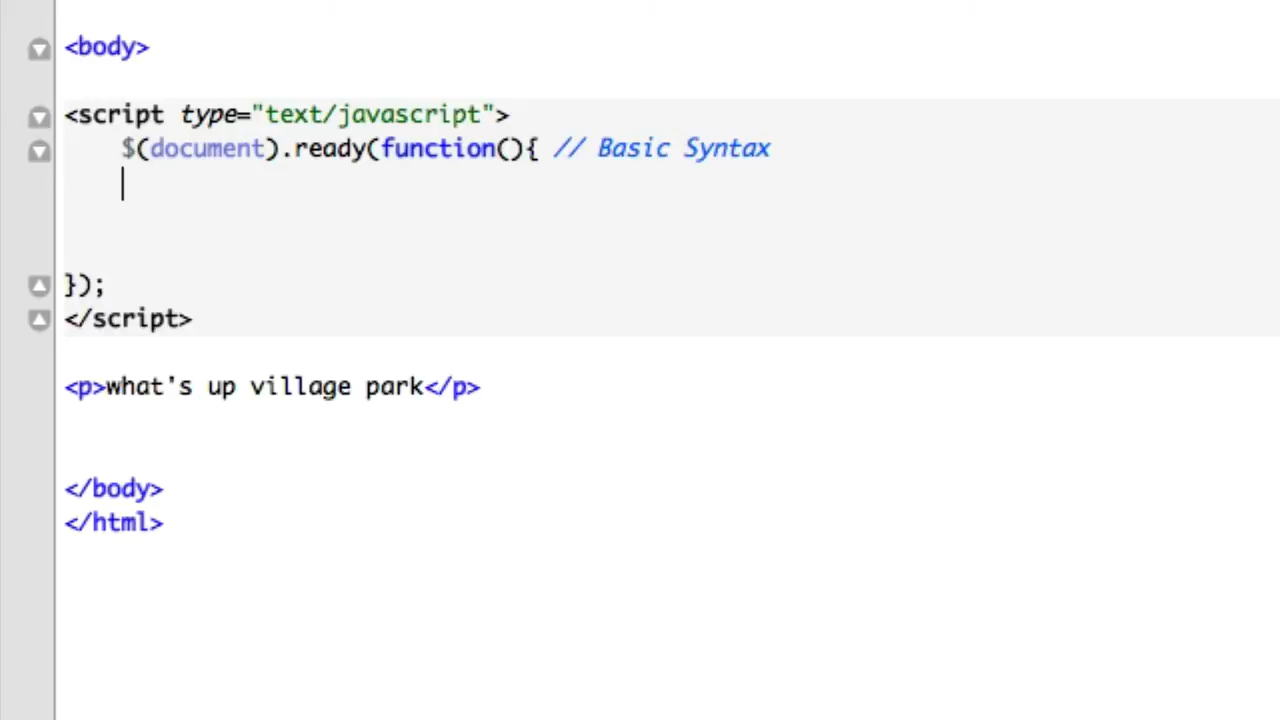 <body>
<script type="text/javascript">
$(document).ready(function(){ // Basic Syntax
});
</script>
<p>what's up village park</p>
</body>
</html>